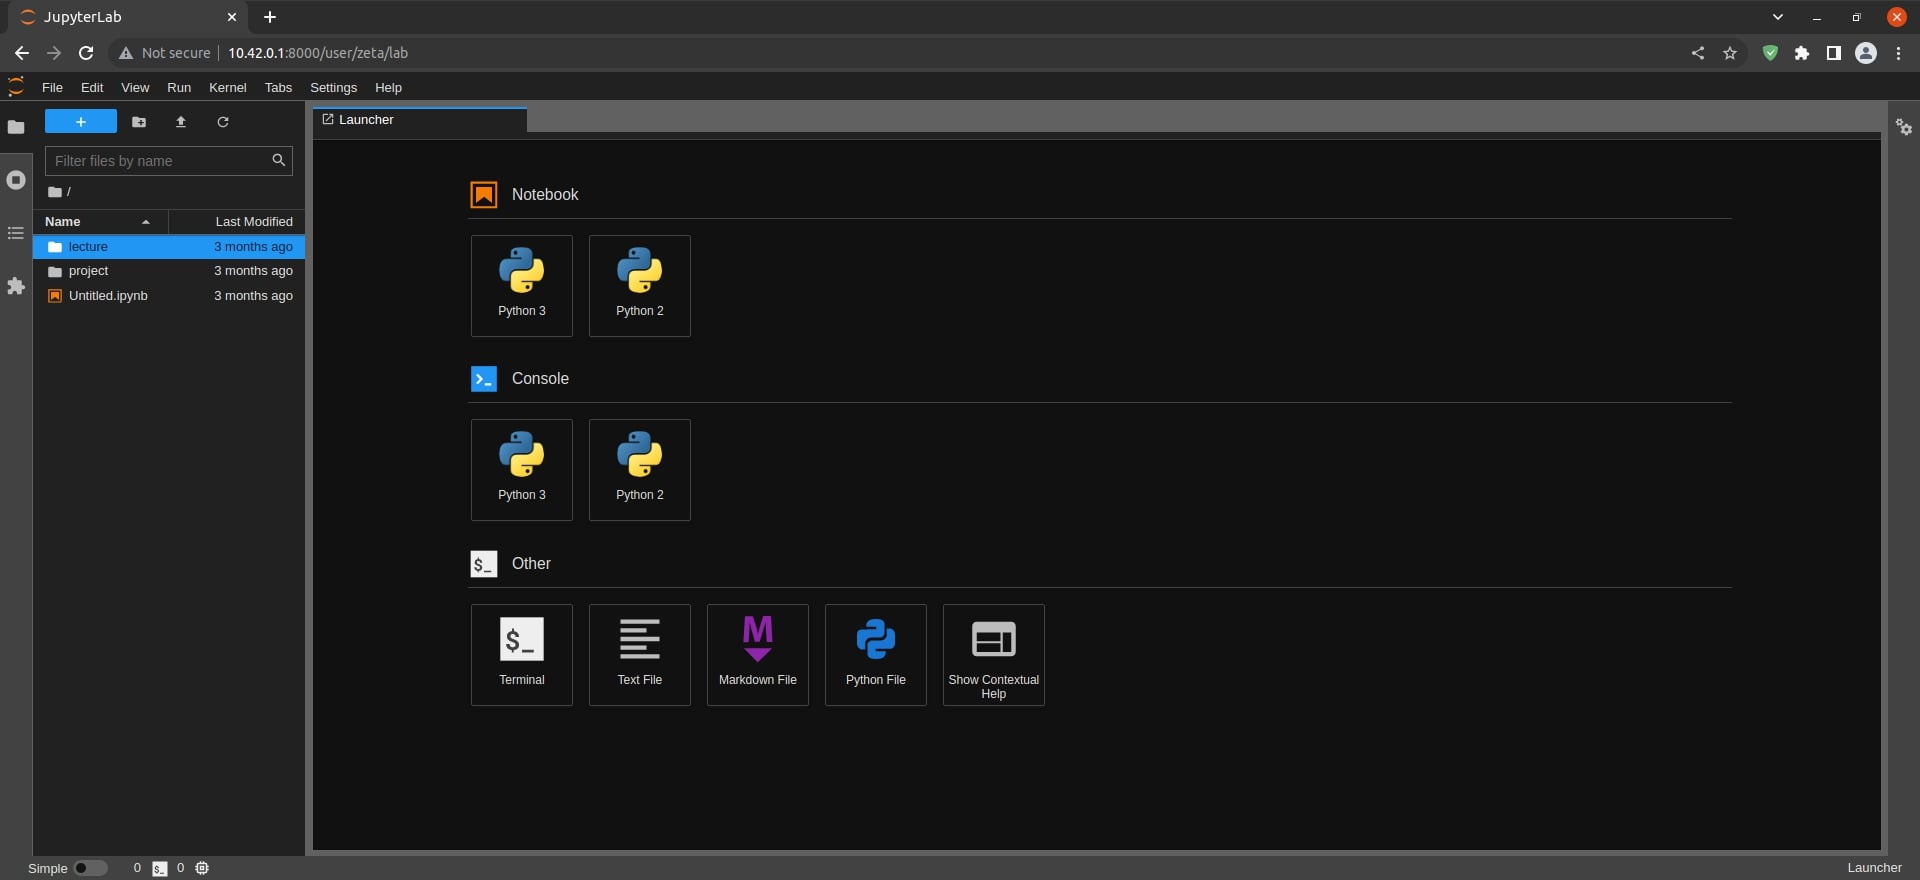 JupyterLab
Not secure 10.42.0.1:8000/user/zeta/lab
File Edit View Run Kernel Tabs Settings Help
Launcher
Filter files by name
/
Name Last Modified
lecture 3 months ago
project 3 months ago
Untitled.ipynb 3 months ago
Notebook
Python 3 Python 2
Console
Python 3 Python 2
Other
$_ $_ M
Terminal Text File Markdown File Python File Show Contextual
Help
Simple 0 $_ 0 Launcher